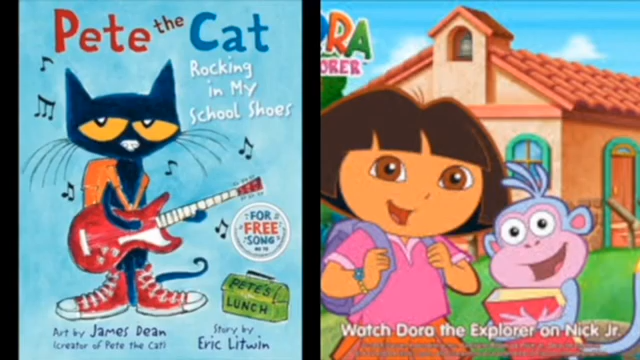 Pete the Cat
Rocking
in My
School Shoes
FOR
FREE
SONG
PETE'S
LUNCH
Art by James Dean
(creator of Pete the Cat)
Story by
Eric Litwin
Watch Dora the Explorer on Nick Jr.